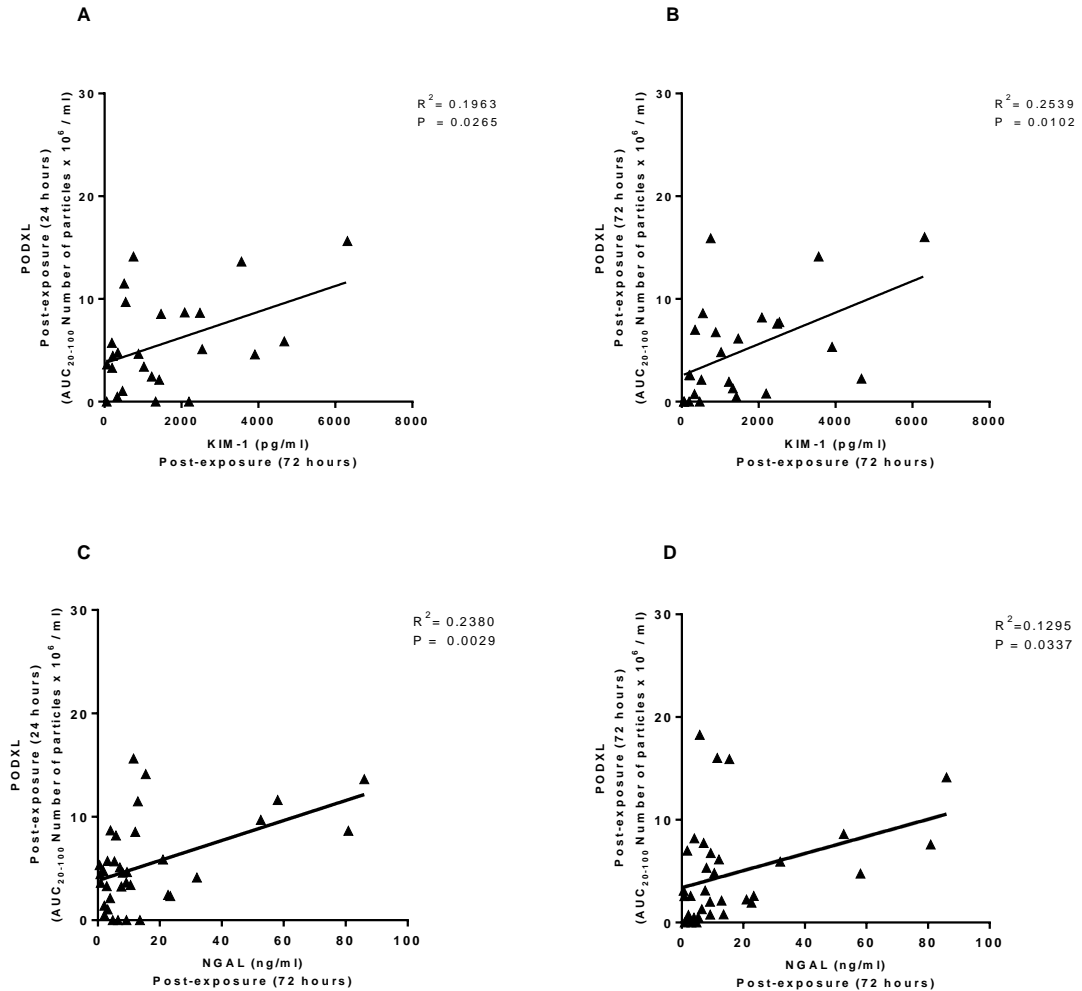 A
30
20
10
0
0 2000 4000 6000 8000
PODXL
Post-exposure (24 hours)
(AUC20-100 Number of particles x 10^6 / ml)
R^2= 0.1963
P = 0.0265
KIM-1 (pg/ml)
Post-exposure (72 hours)
B
30
20
10
0
0 2000 4000 6000 8000
PODXL
Post-exposure (72 hours)
(AUC20-100 Number of particles x 10^6 / ml)
R^2= 0.2539
P = 0.0102
KIM-1 (pg/ml)
Post-exposure (72 hours)
C
30
20
10
0
0 20 40 60 80 100
PODXL
Post-exposure (24 hours)
(AUC20-100 Number of particles x 10^6 / ml)
R^2= 0.2380
P = 0.0029
NGAL (ng/ml)
Post-exposure (72 hours)
D
30
20
10
0
0 20 40 60 80 100
PODXL
Post-exposure (72 hours)
(AUC20-100 Number of particles x 10^6 / ml)
R^2=0.1295
P = 0.0337
NGAL (ng/ml)
Post-exposure (72 hours)